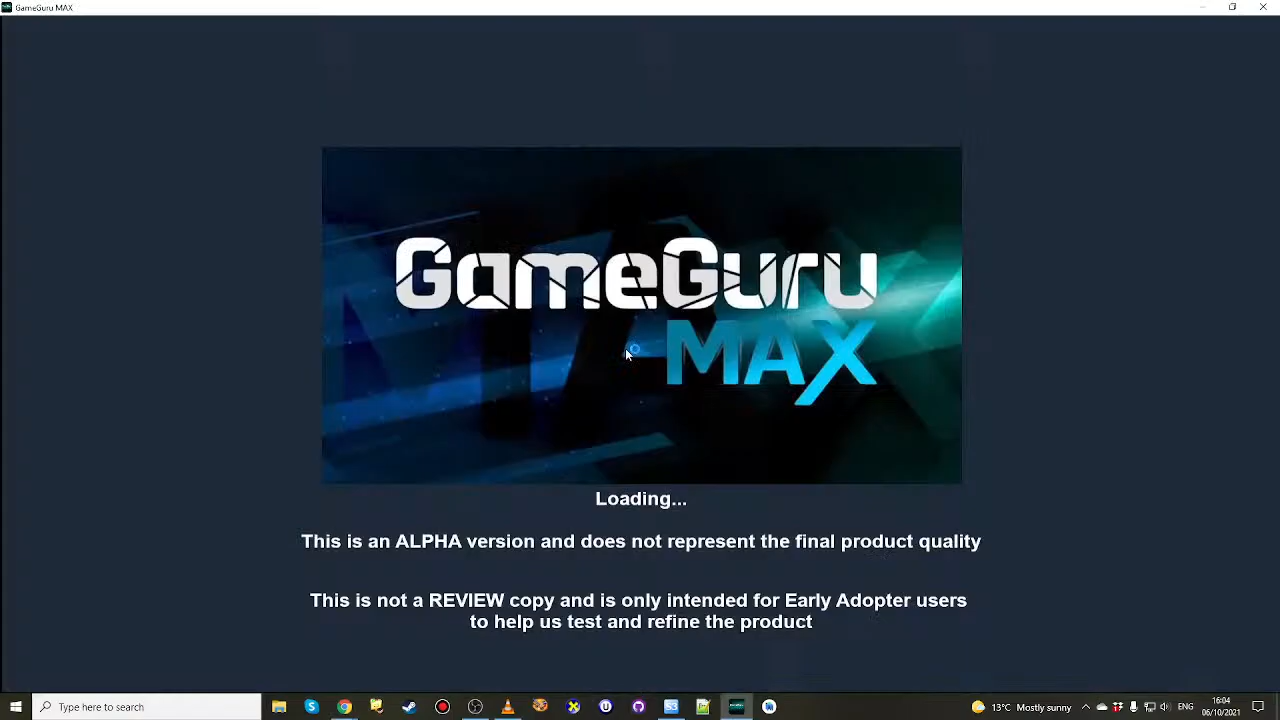 GameGuru MAX
GameGuru
MAX
Loading...
This is an ALPHA version and does not represent the final product quality
This is not a REVIEW copy and is only intended for Early Adopter users
to help us test and refine the product
Type here to search
13°C Mostly sunny
ENG
16:04
06/10/2021